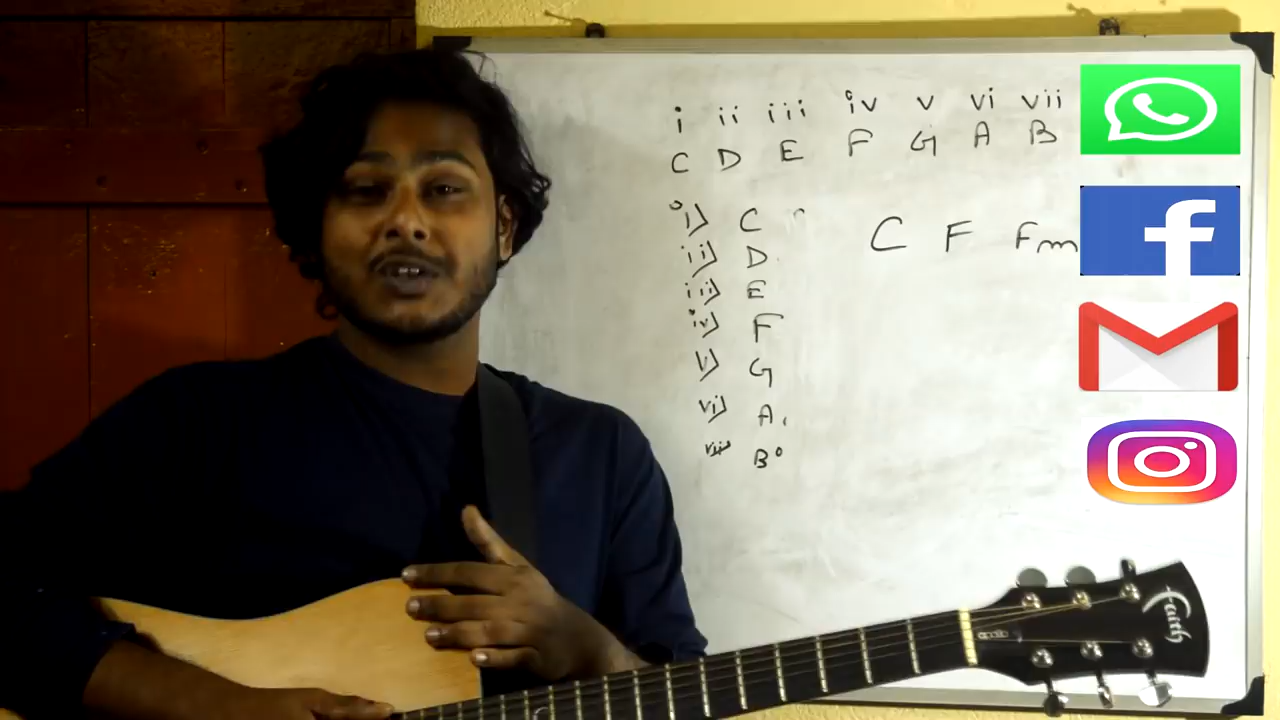 i ii iii iv v vi vii
C D E F G A B
i) C
C F Fm
ii) D
iii) E
iv) F
v) G
vi) A
B°
f
Faith